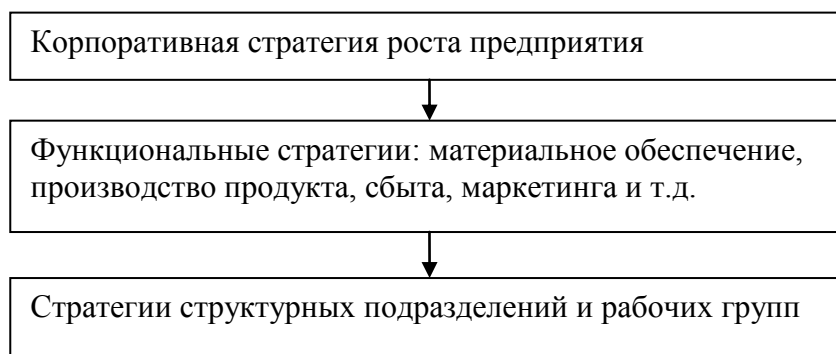 Корпоративная стратегия роста предприятия
Функциональные стратегии: материальное обеспечение,
производство продукта, сбыта, маркетинга и т.д.
Стратегии структурных подразделений и рабочих групп